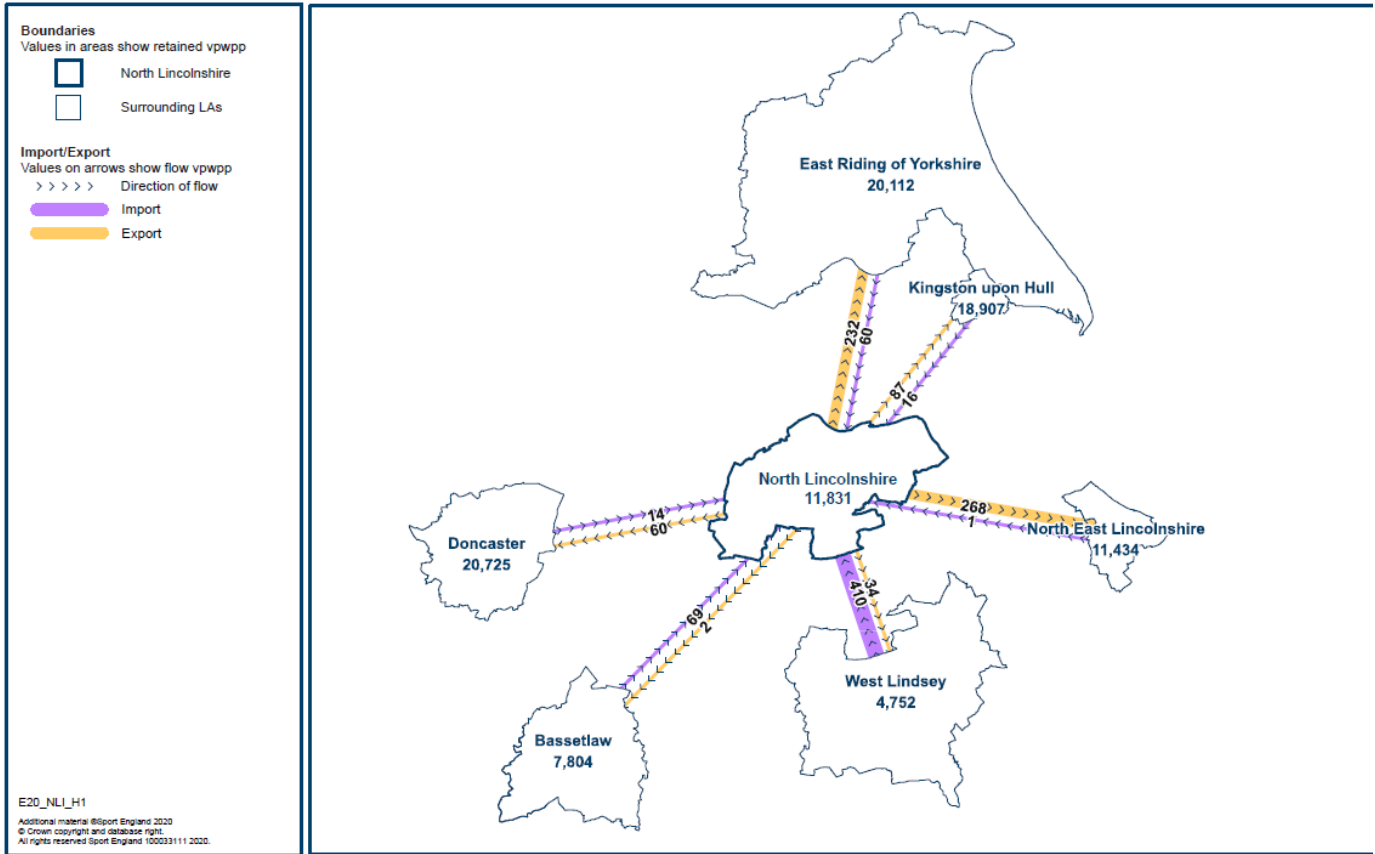 Boundaries
Values in areas show retained vpwpp
North Lincolnshire
Surrounding LAs
Import/Export
Values on arrows show flow vpwpp
> > > > > Direction of flow
Import
Export
E20_NLI_H1
Additional material ©Sport England 2020
© Crown copyright and database right.
All rights reserved Sport England 100033111 2020.
East Riding of Yorkshire
20,112
Kingston upon Hull
18,907
232
60
87
16
North Lincolnshire
11,831
268
1
North East Lincolnshire
11,434
14
60
Doncaster
20,725
69
2
410
34
West Lindsey
4,752
Bassetlaw
7,804